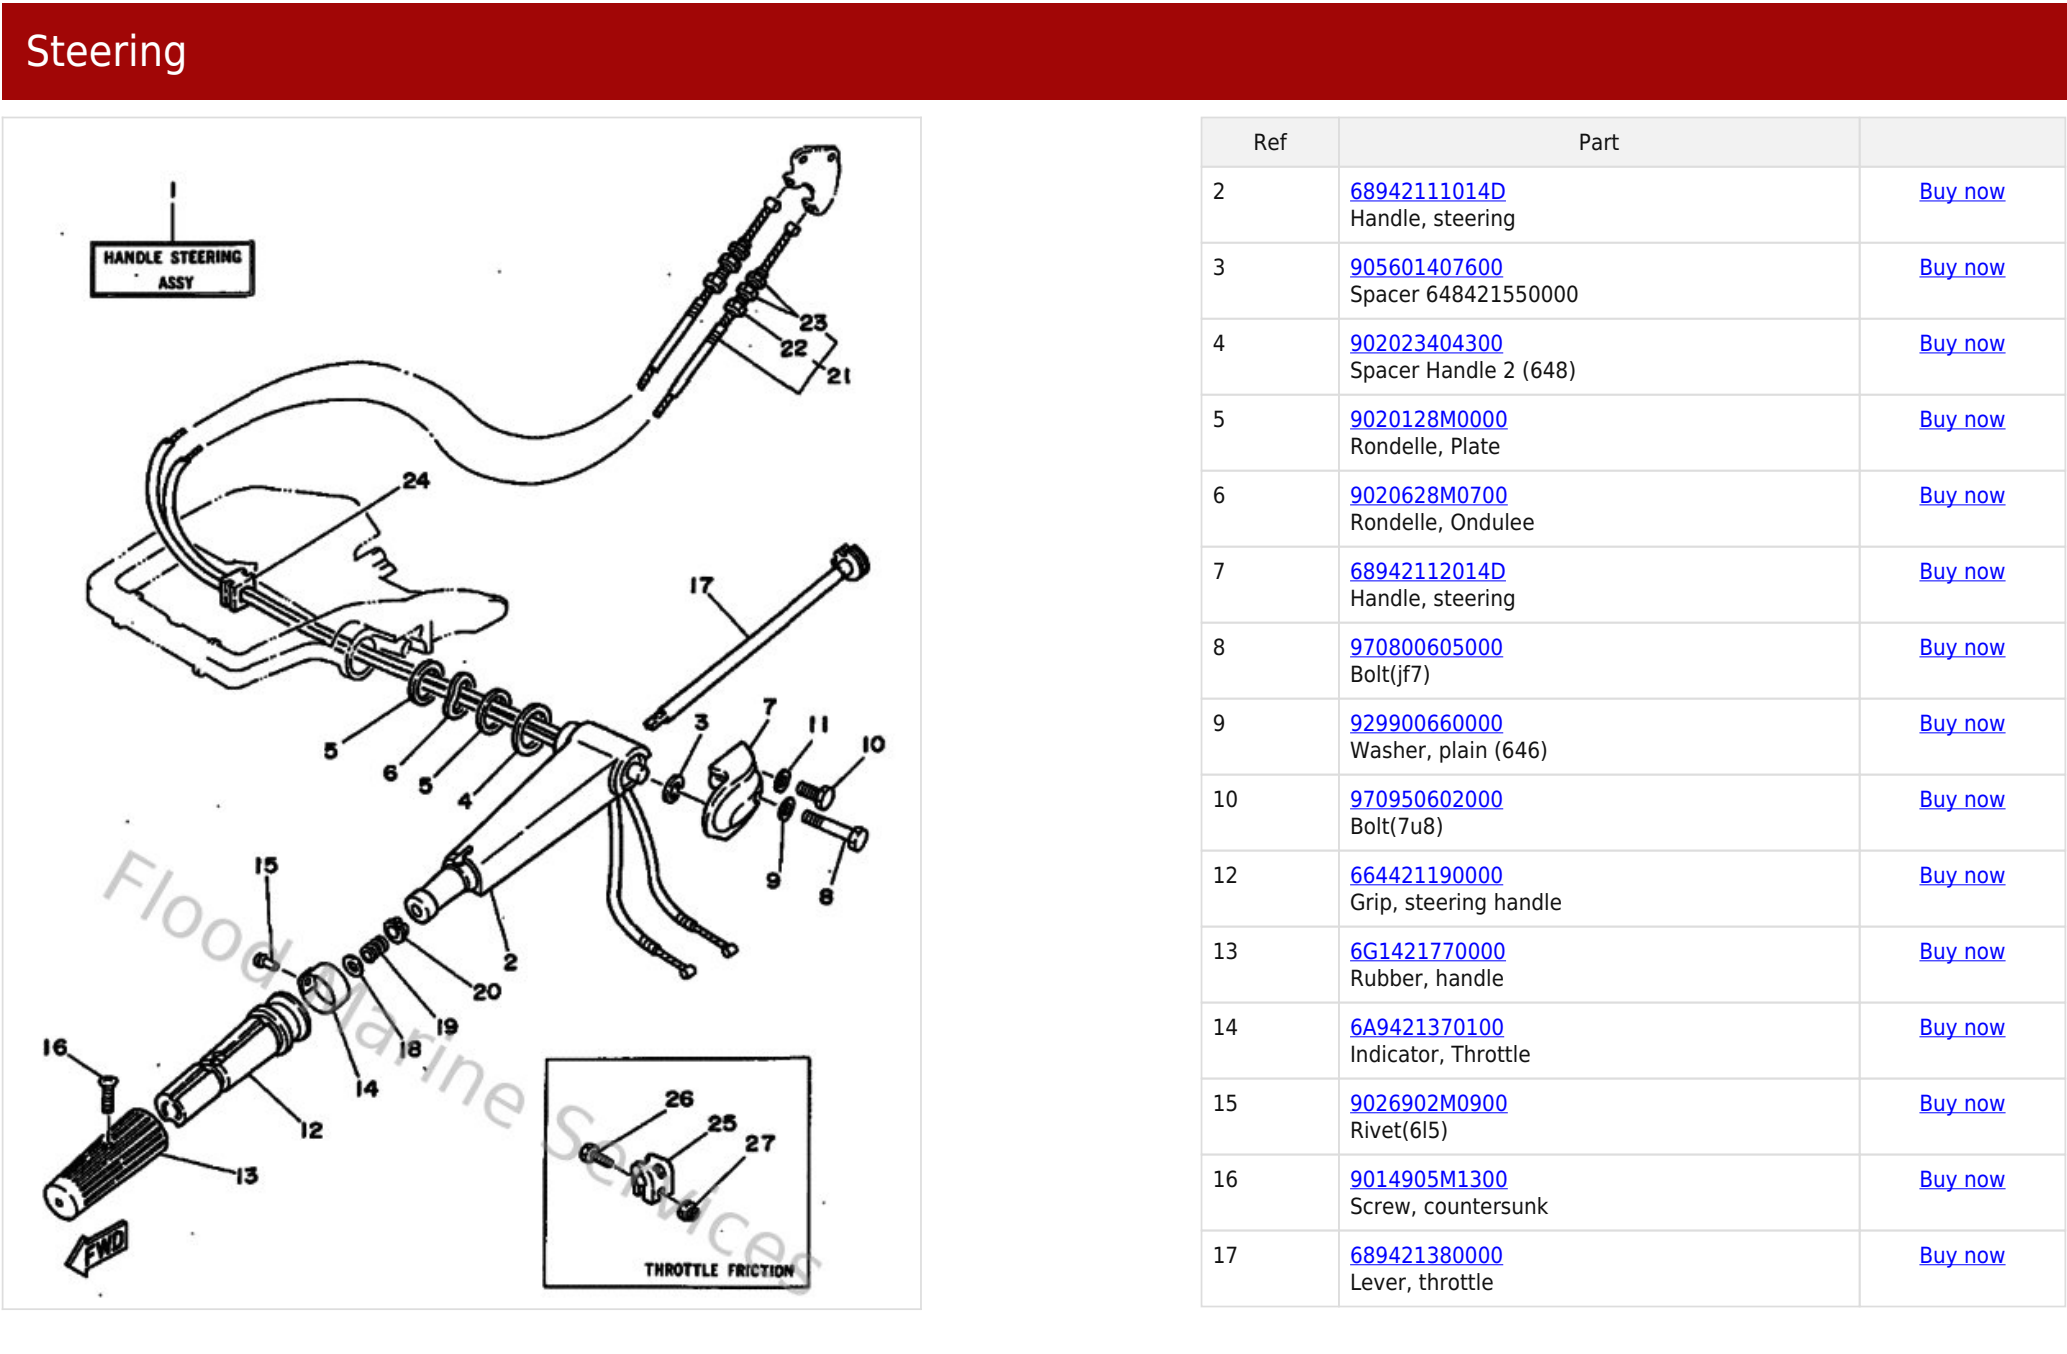 Steering
1
HANDLE STEERING
ASSY
23
22
21
24
17
7
3
11
10
5
6
5
4
9
8
15
2
20
19
18
16
14
12
13
FWD
26
25
27
THROTTLE FRICTION
Flood Marine Services
Ref Part
2 68942111014D Buy now
Handle, steering
3 905601407600 Buy now
Spacer 648421550000
4 902023404300 Buy now
Spacer Handle 2 (648)
5 9020128M0000 Buy now
Rondelle, Plate
6 9020628M0700 Buy now
Rondelle, Ondulee
7 68942112014D Buy now
Handle, steering
8 970800605000 Buy now
Bolt(jf7)
9 929900660000 Buy now
Washer, plain (646)
10 970950602000 Buy now
Bolt(7u8)
12 664421190000 Buy now
Grip, steering handle
13 6G1421770000 Buy now
Rubber, handle
14 6A9421370100 Buy now
Indicator, Throttle
15 9026902M0900 Buy now
Rivet(6l5)
16 9014905M1300 Buy now
Screw, countersunk
17 689421380000 Buy now
Lever, throttle